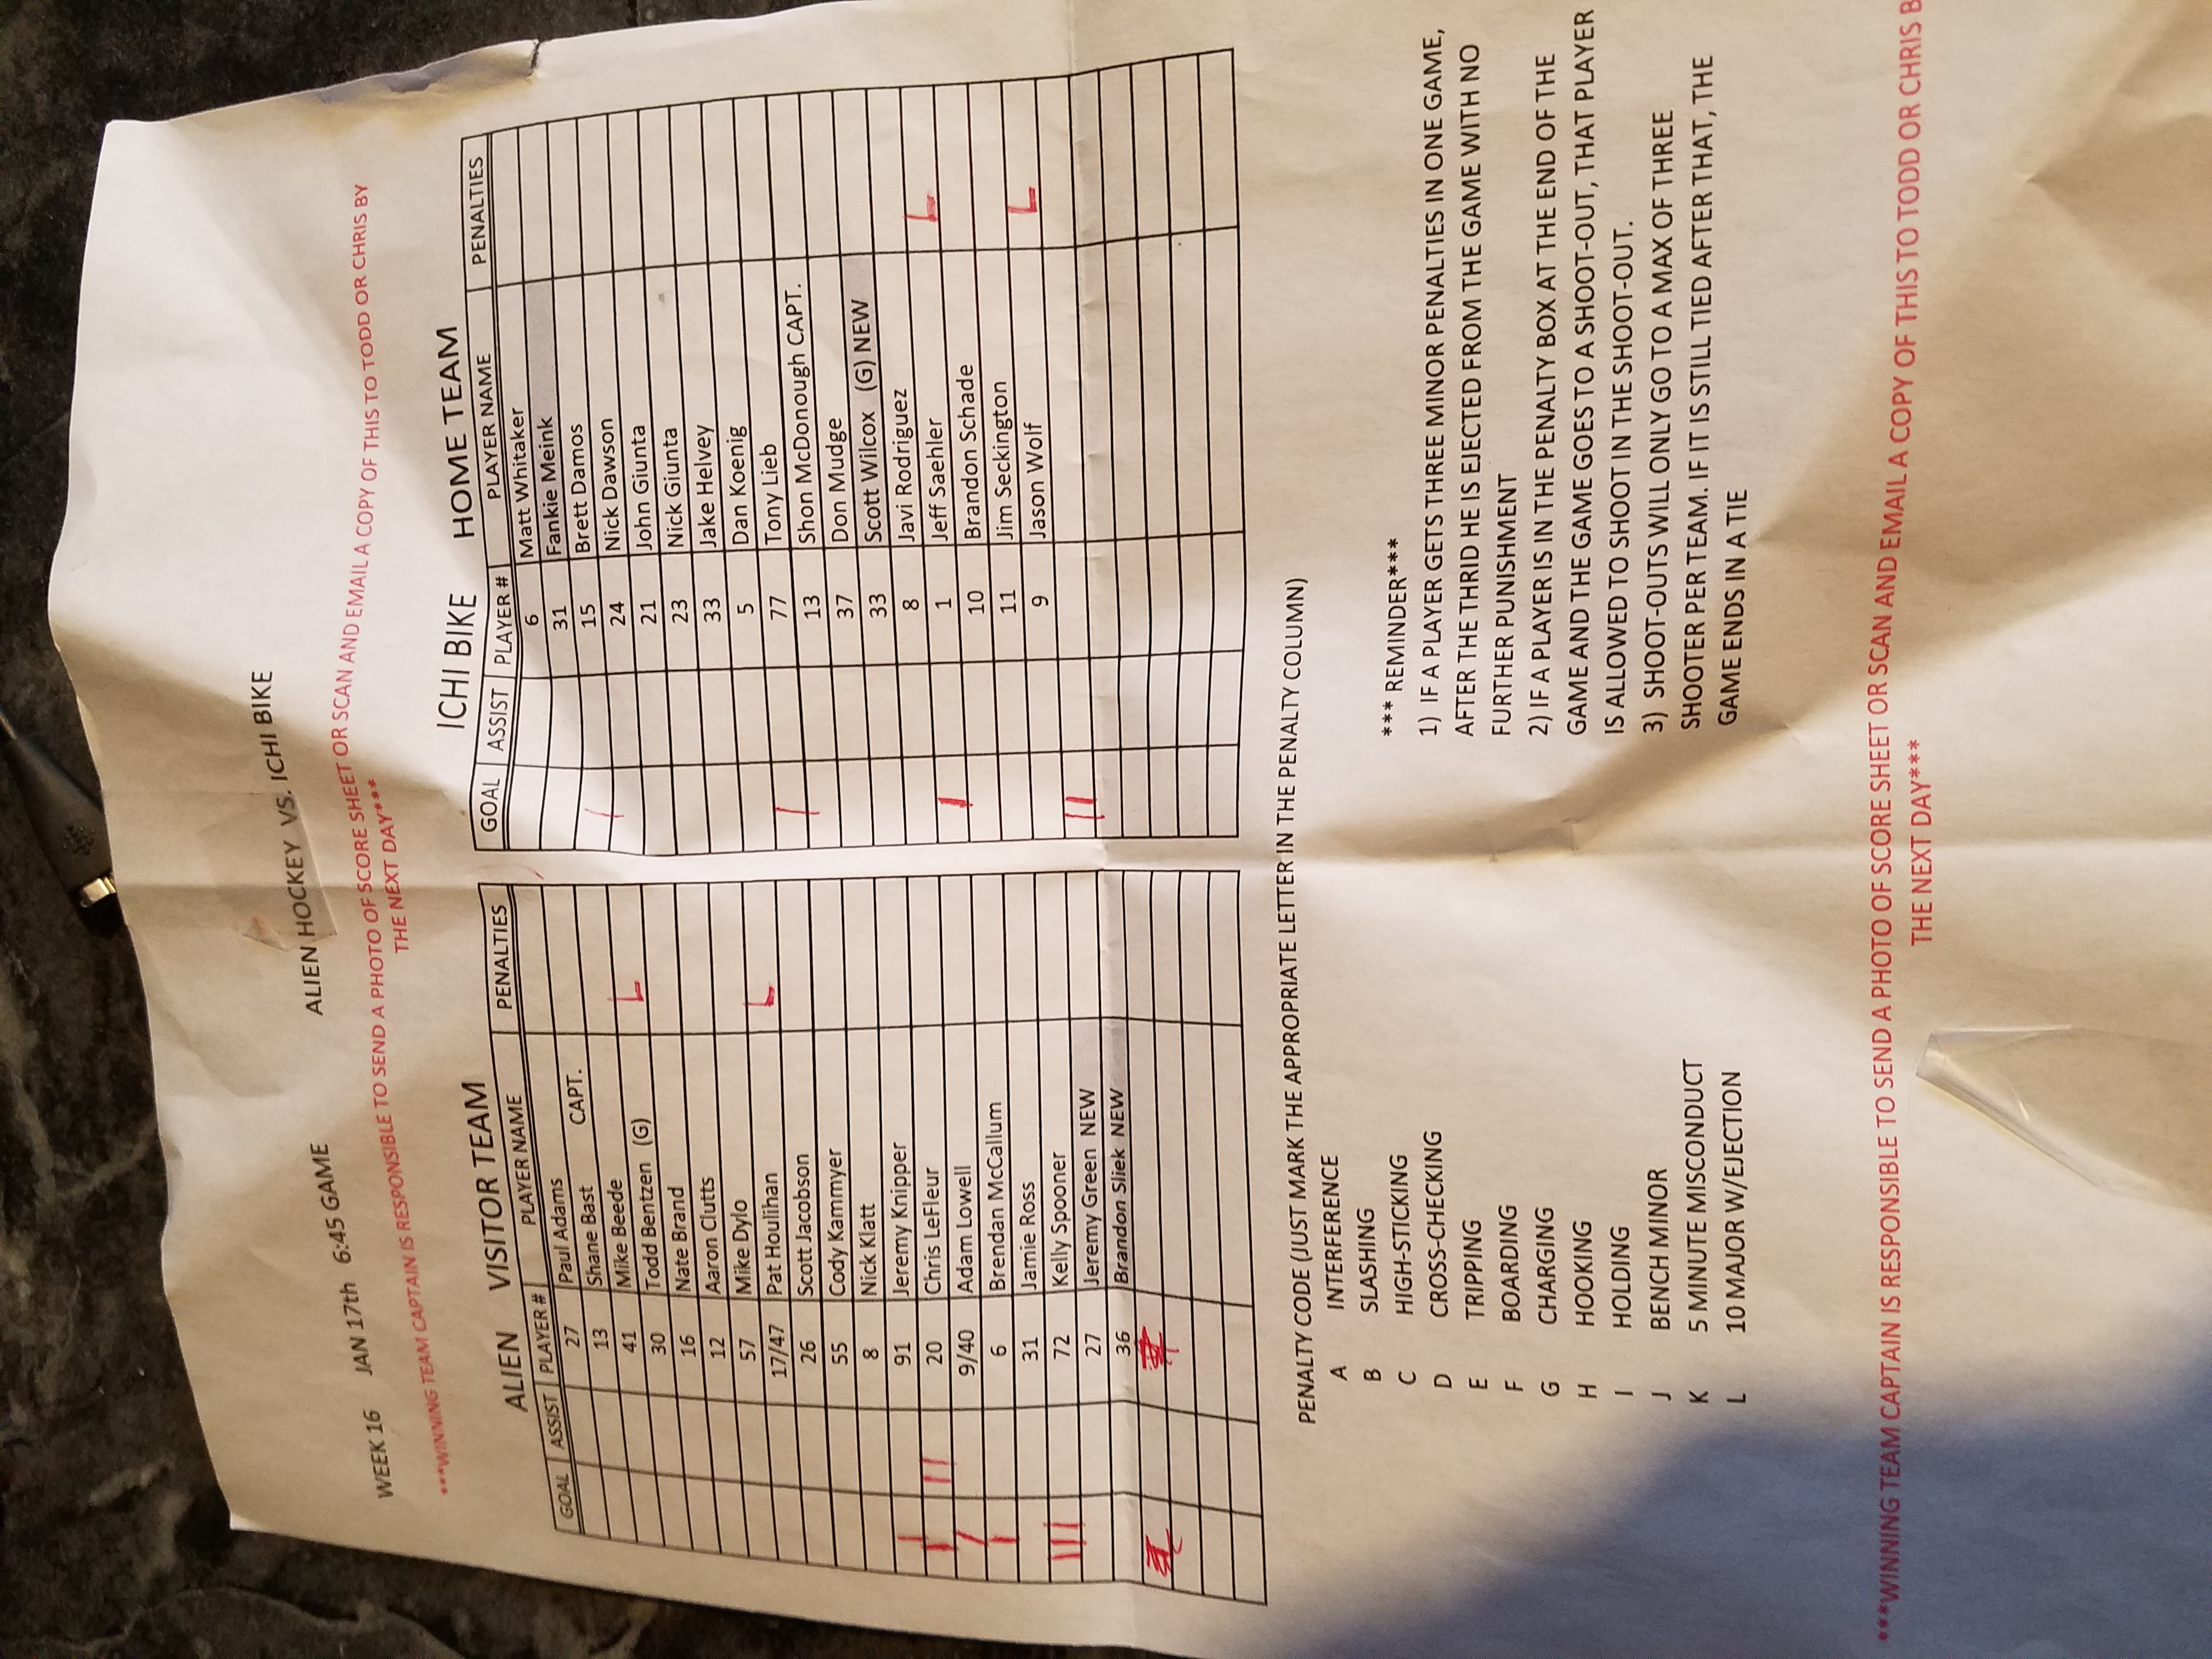 WEEK 16 JAN 17th 6:45 GAME ALIEN HOCKEY VS. ICHI BIKE
***WINNING TEAM CAPTAIN IS RESPONSIBLE TO SEND A PHOTO OF SCORE SHEET OR SCAN AND EMAIL A COPY OF THIS TO TODD OR CHRIS BY
THE NEXT DAY***
ALIEN VISITOR TEAM
GOAL ASSIST PLAYER # PLAYER NAME PENALTIES
27 Paul Adams
13 Shane Bast CAPT.
41 Mike Beede
30 Todd Bentzen (G) L
16 Nate Brand
12 Aaron Clutts
57 Mike Dylo
17/47 Pat Houlihan L
26 Scott Jacobson
55 Cody Kammyer
8 Nick Klatt
I 91 Jeremy Knipper
I II 20 Chris LeFleur
I 9/40 Adam Lowell
I 6 Brendan McCallum
31 Jamie Ross
III 72 Kelly Spooner
27 Jeremy Green NEW
36 Brandon Sliek NEW
ICHI BIKE HOME TEAM
GOAL ASSIST PLAYER # PLAYER NAME PENALTIES
6 Matt Whitaker
31 Fankie Meink
15 Brett Damos
I 24 Nick Dawson
21 John Giunta
23 Nick Giunta
33 Jake Helvey
5 Dan Koenig
77 Tony Lieb
I 13 Shon McDonough CAPT.
37 Don Mudge
33 Scott Wilcox (G) NEW
8 Javi Rodriguez
I 1 Jeff Saehler L
10 Brandon Schade
11 Jim Seckington
9 Jason Wolf L
II
PENALTY CODE (JUST MARK THE APPROPRIATE LETTER IN THE PENALTY COLUMN)
A INTERFERENCE
B SLASHING
C HIGH-STICKING
D CROSS-CHECKING
E TRIPPING
F BOARDING
G CHARGING
H HOOKING
I HOLDING
J BENCH MINOR
K 5 MINUTE MISCONDUCT
L 10 MAJOR W/EJECTION
*** REMINDER***
1) IF A PLAYER GETS THREE MINOR PENALTIES IN ONE GAME,
AFTER THE THRID HE IS EJECTED FROM THE GAME WITH NO
FURTHER PUNISHMENT
2) IF A PLAYER IS IN THE PENALTY BOX AT THE END OF THE
GAME AND THE GAME GOES TO A SHOOT-OUT, THAT PLAYER
IS ALLOWED TO SHOOT IN THE SHOOT-OUT.
3) SHOOT-OUTS WILL ONLY GO TO A MAX OF THREE
SHOOTER PER TEAM. IF IT IS STILL TIED AFTER THAT, THE
GAME ENDS IN A TIE
***WINNING TEAM CAPTAIN IS RESPONSIBLE TO SEND A PHOTO OF SCORE SHEET OR SCAN AND EMAIL A COPY OF THIS TO TODD OR CHRIS B
THE NEXT DAY***